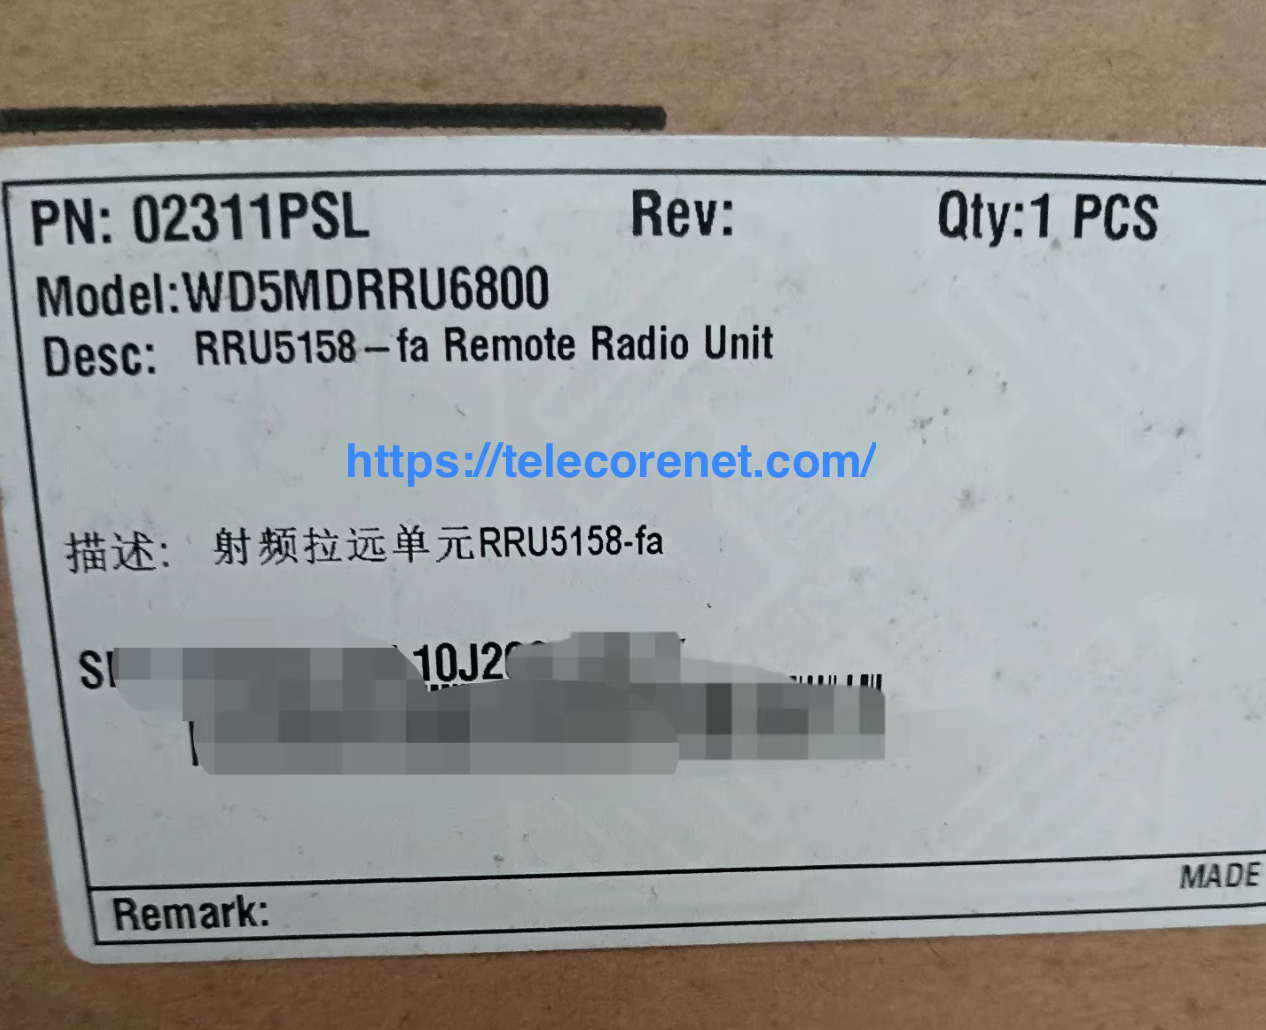 PN: 02311PSL Rev: Qty:1 PCS
Model:WD5MDRRU6800
Desc: RRU5158-fa Remote Radio Unit
https://telecorenet.com/
描述: 射频拉远单元RRU5158-fa
10J2
MADE
Remark: